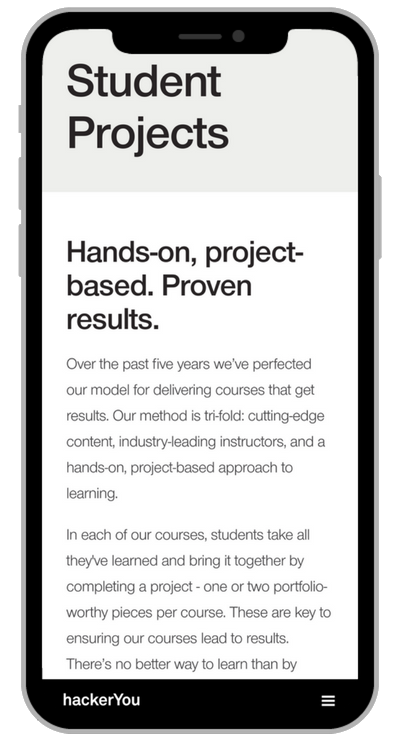 Student
Projects
Hands-on, project-
based. Proven
results.
Over the past five years we've perfected
our model for delivering courses that get
results. Our method is tri-fold: cutting-edge
content, industry-leading instructors, and a
hands-on, project-based approach to
learning.
In each of our courses, students take all
they've learned and bring it together by
completing a project - one or two portfolio-
worthy pieces per course. These are key to
ensuring our courses lead to results.
There's no better way to learn than by
hackerYou